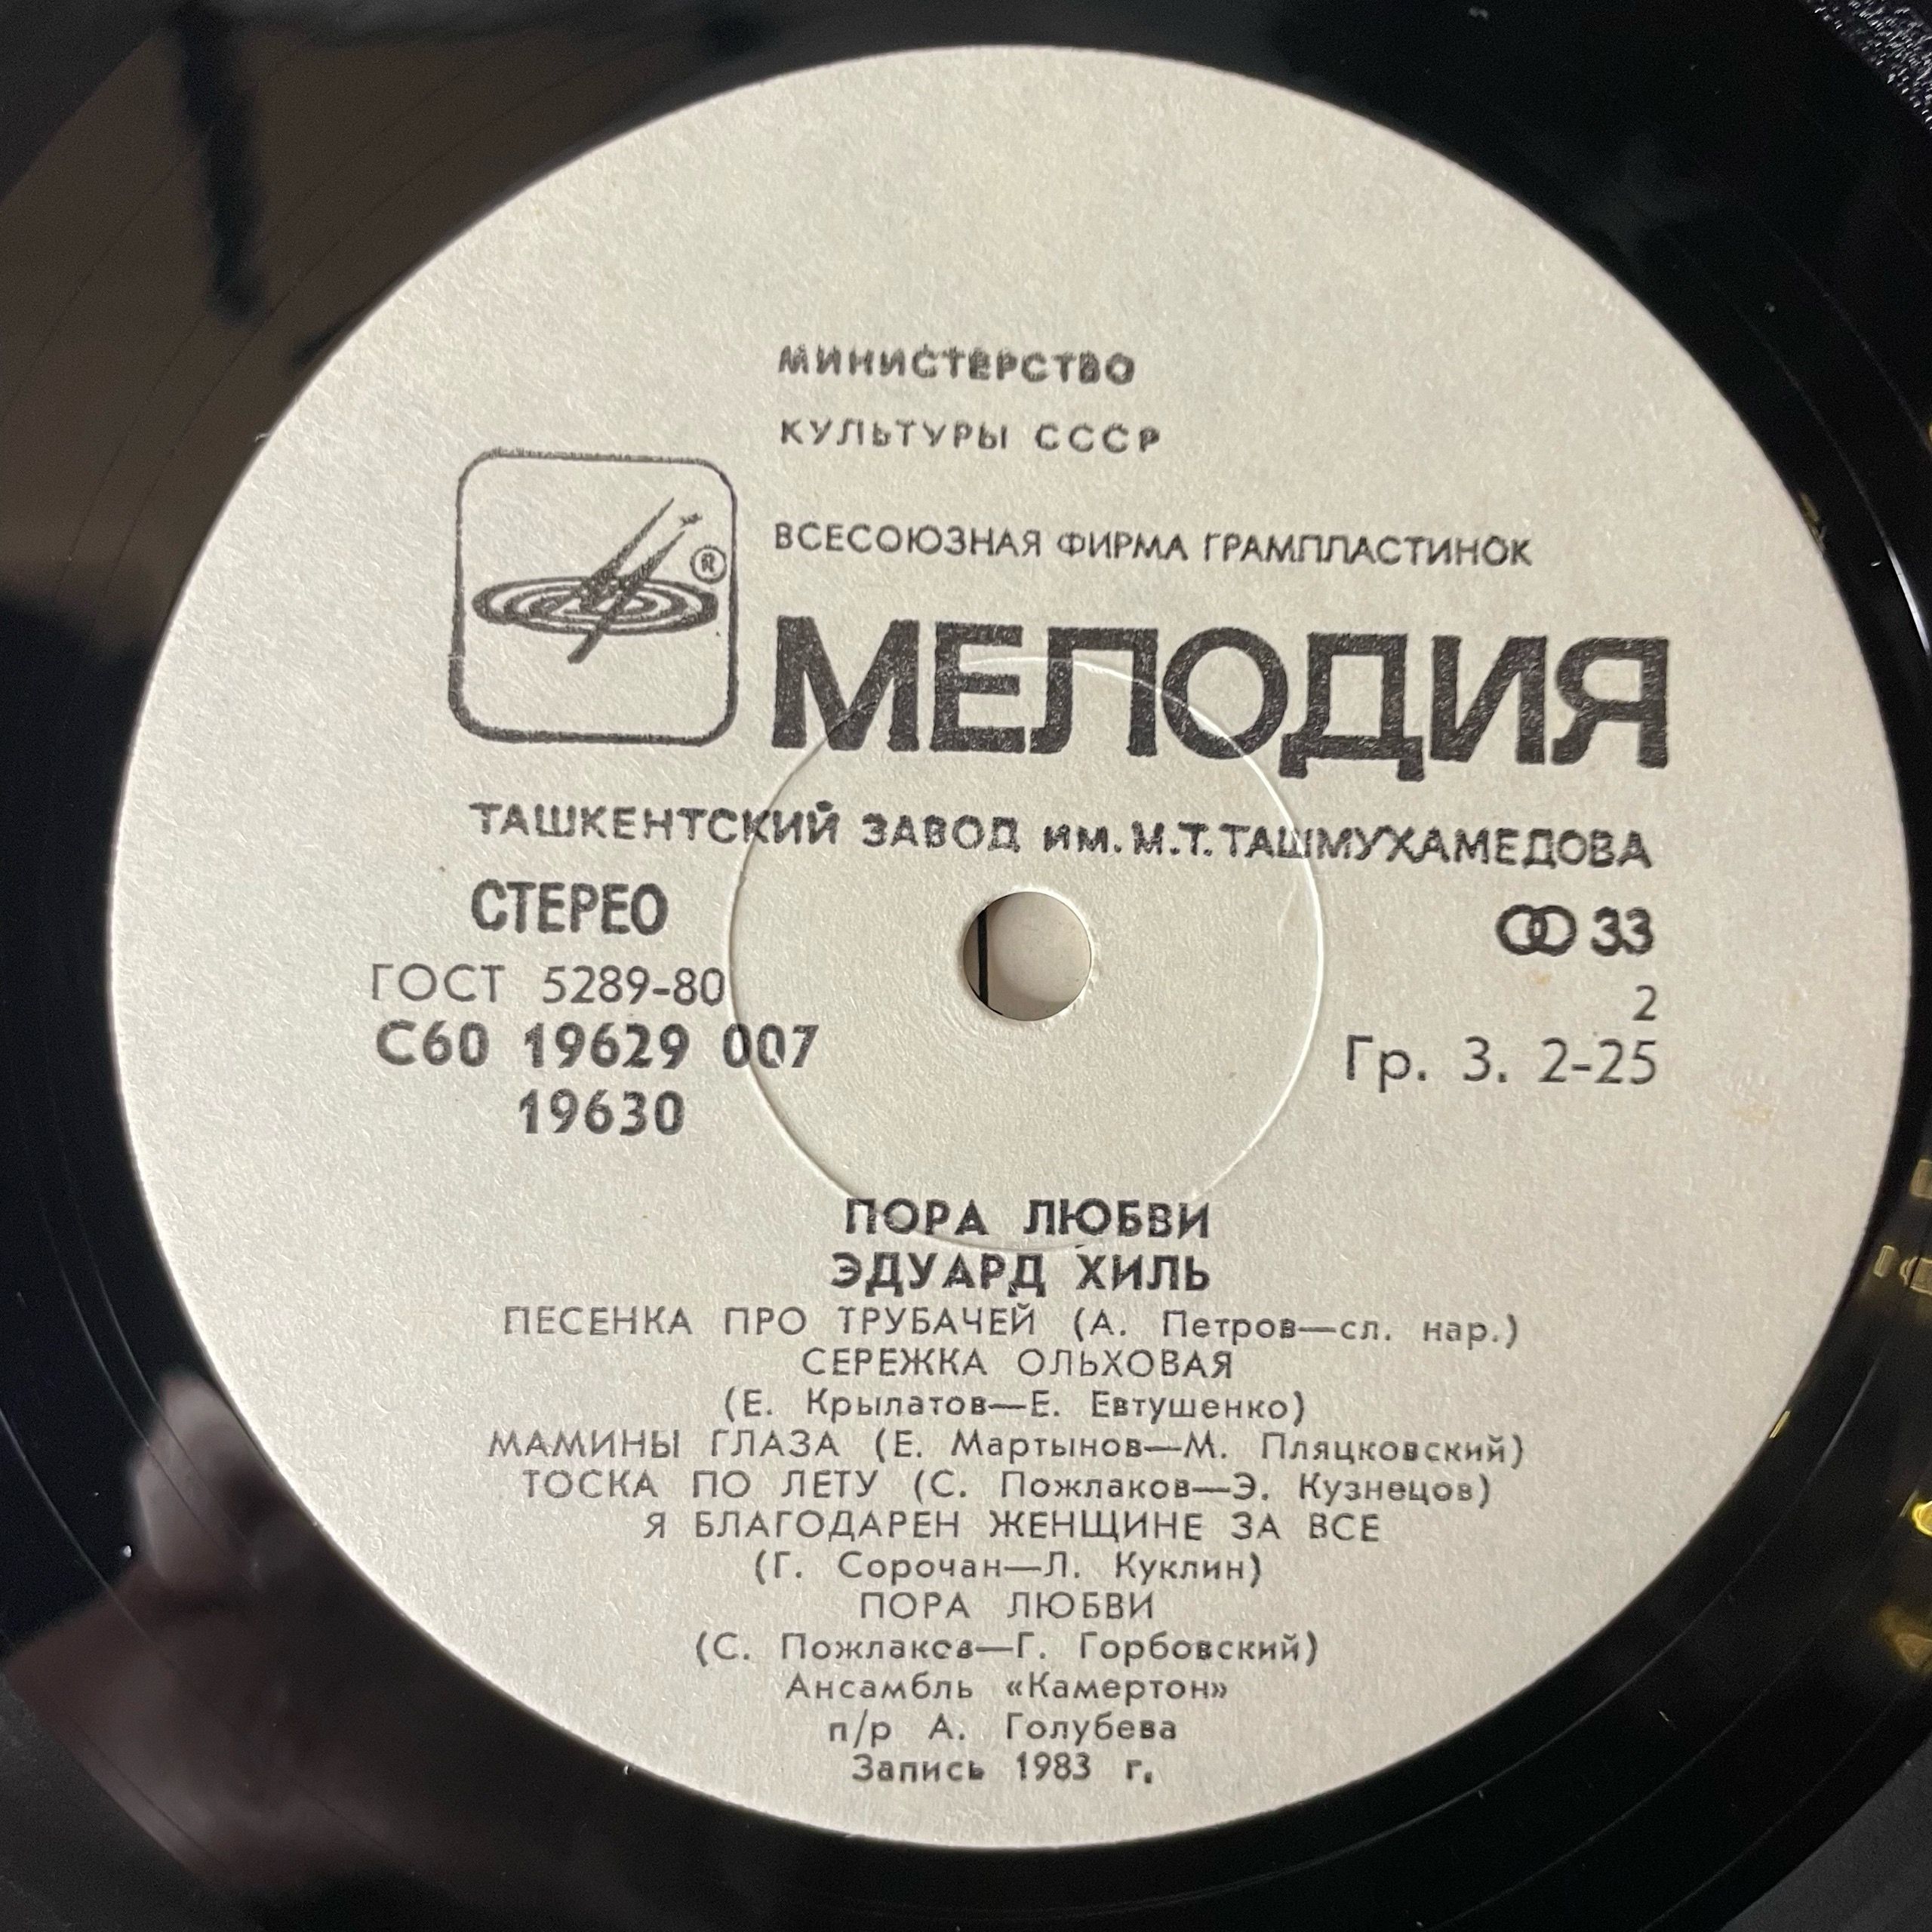 МИНИСТЕРСТВО
КУЛЬТУРЫ СССР
ВСЕСОЮЗНАЯ ФИРМА ГРАМПЛАСТИНОК
®
МЕЛОДИЯ
ТАШКЕНТСКИЙ ЗАВОД им. М.Т. ТАШМУХАМЕДОВА
СТЕРЕО
33
ГОСТ 5289-80
2
С60 19629 007
Гр. 3. 2-25
19630
ПОРА ЛЮБВИ
ЭДУАРД ХИЛЬ
ПЕСЕНКА ПРО ТРУБАЧЕЙ (А. Петров—сл. нар.)
СЕРЕЖКА ОЛЬХОВАЯ
(Е. Крылатов—Е. Евтушенко)
МАМИНЫ ГЛАЗА (Е. Мартынов—М. Пляцковский)
ТОСКА ПО ЛЕТУ (С. Пожлаков—Э. Кузнецов)
Я БЛАГОДАРЕН ЖЕНЩИНЕ ЗА ВСЕ
(Г. Сорочан—Л. Куклин)
ПОРА ЛЮБВИ
(С. Пожлаков—Г. Горбовский)
Ансамбль «Камертон»
п/р А. Голубева
Запись 1983 г.